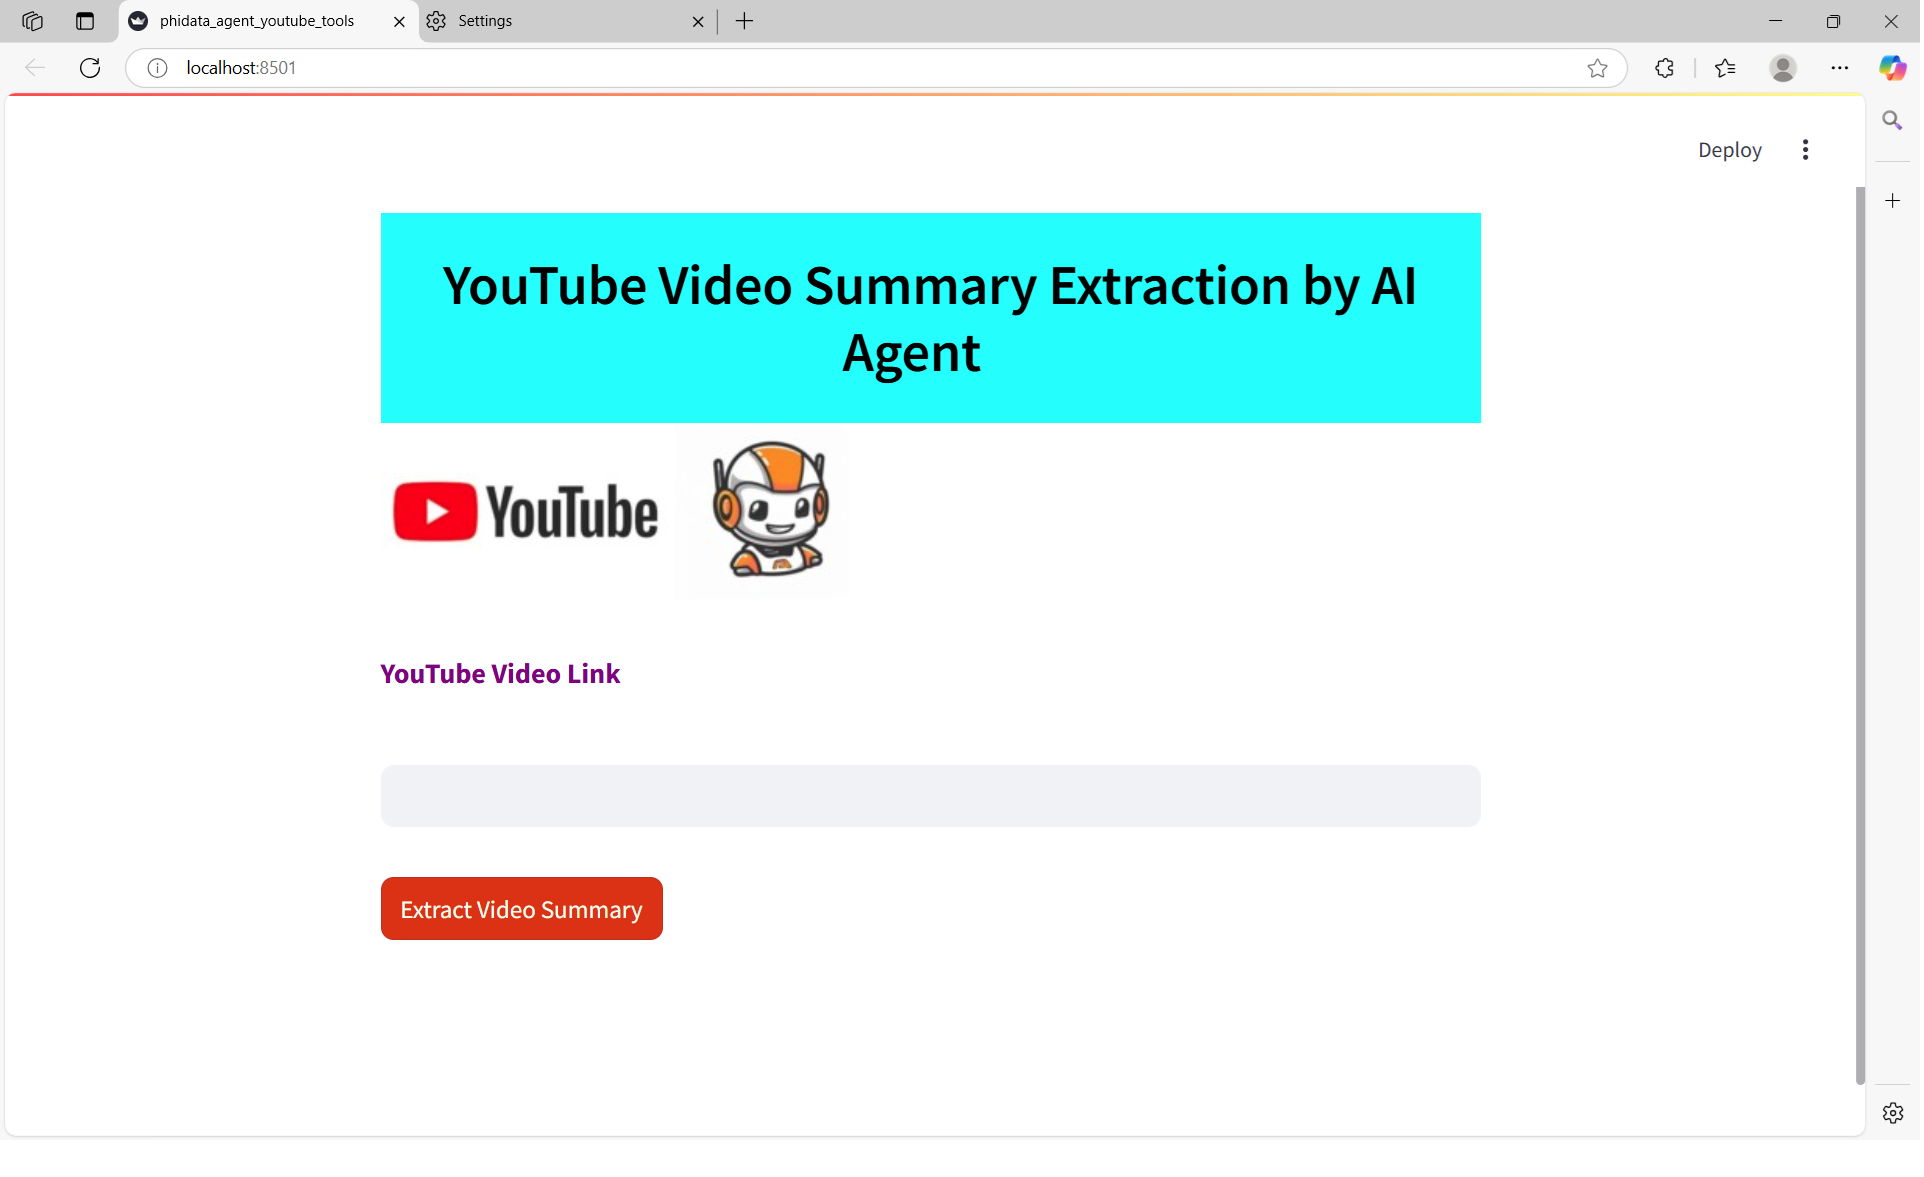 phidata_agent_youtube_tools
Settings
localhost:8501
Deploy
YouTube Video Summary Extraction by AI
Agent
YouTube
YouTube Video Link
Extract Video Summary